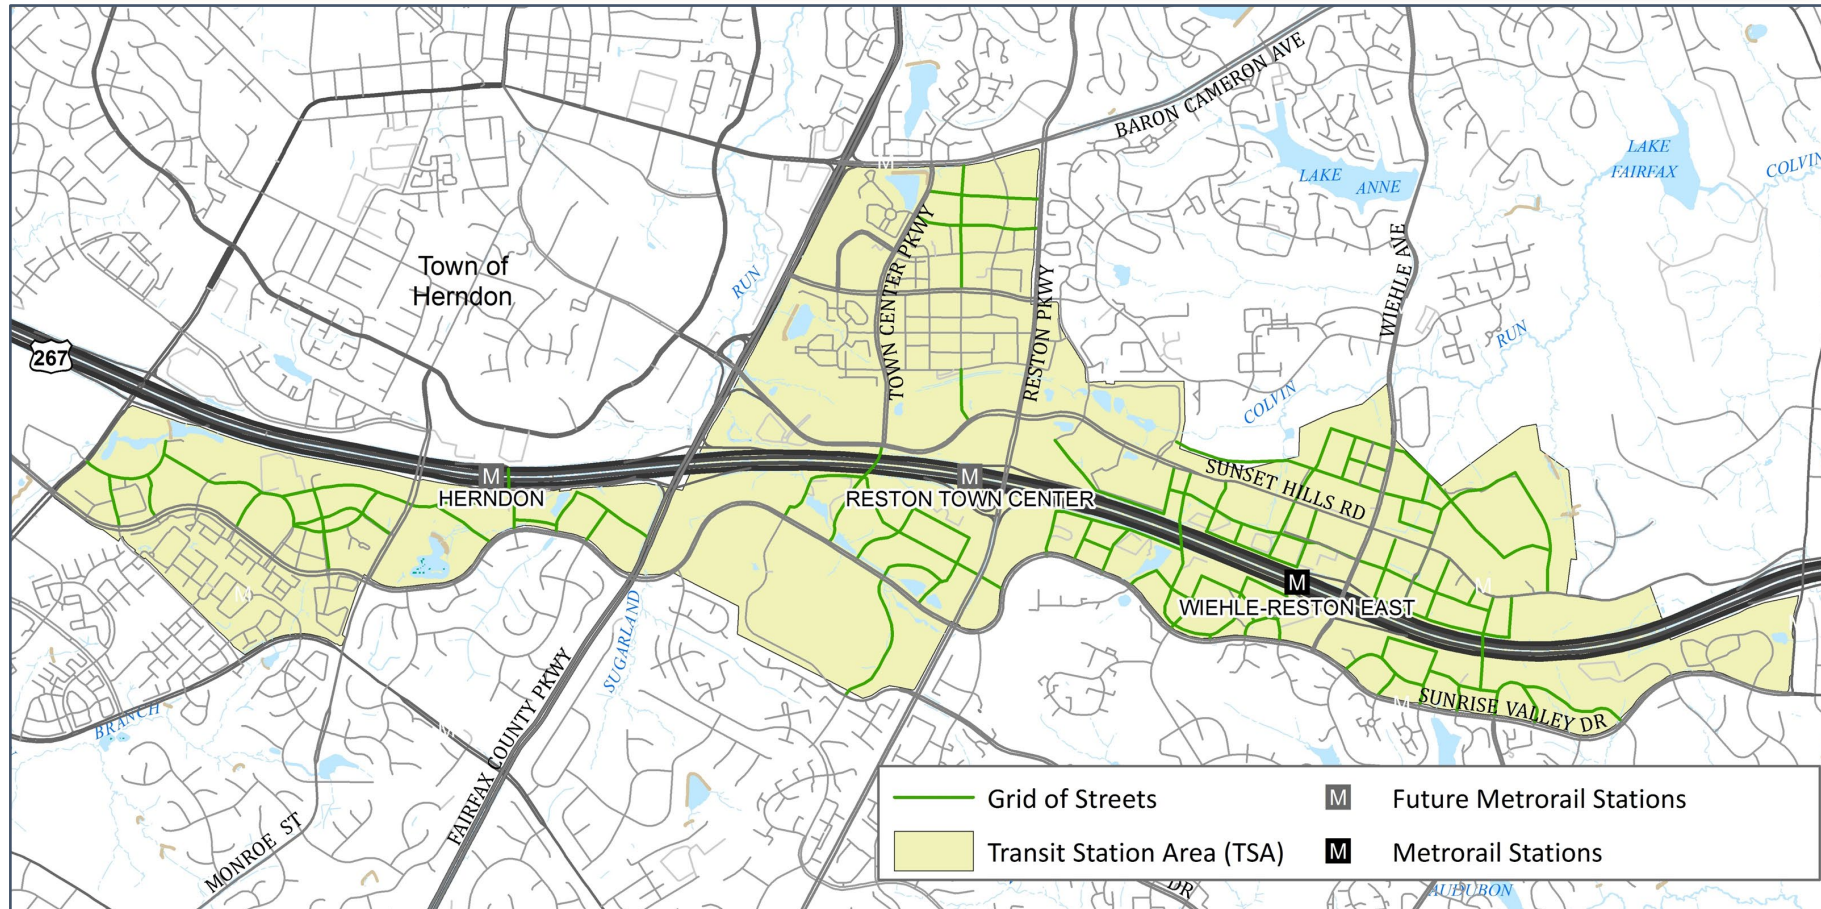 BARON CAMERON AVE
LAKE
FAIRFAX
COLVIN
LAKE ANNE
Town of
Herndon
RUN
TOWN CENTER PKWY
RESTON PKWY
WIEHLE AVE
RUN
267
COLVIN
M
HERNDON
M
RESTON TOWN CENTER
SUNSET HILLS RD
M
WIEHLE-RESTON EAST
SUGARLAND
SUNRISE VALLEY DR
BRANCH
FAIRFAX COUNTY PKWY
MONROE ST
Grid of Streets
M Future Metrorail Stations
Transit Station Area (TSA)
M Metrorail Stations
DR
AUDUBON